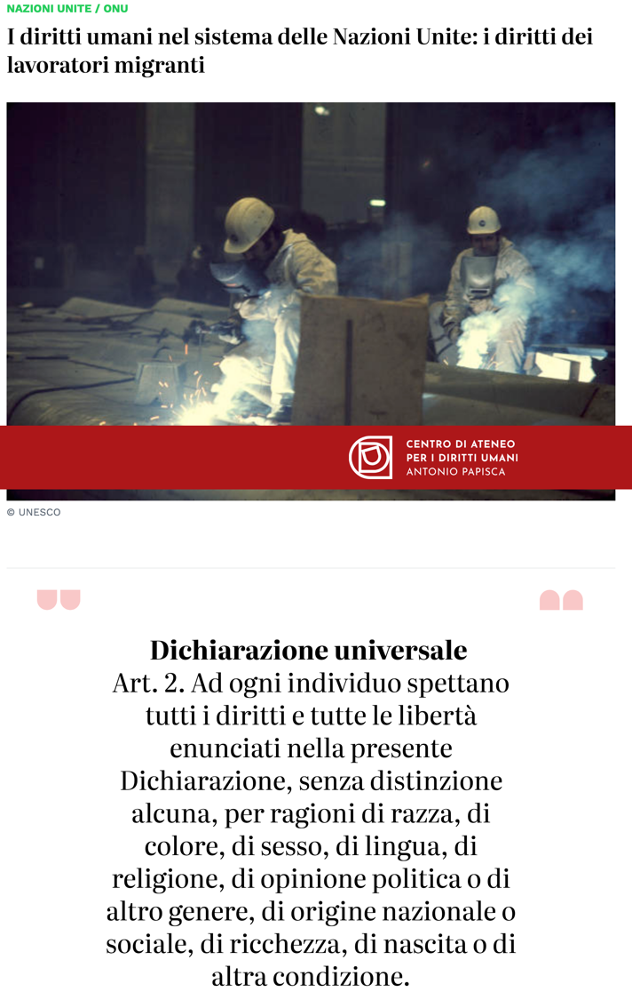 NAZIONI UNITE / ONU
I diritti umani nel sistema delle Nazioni Unite: i diritti dei
lavoratori migranti
CENTRO DI ATENEO
PER I DIRITTI UMANI
ANTONIO PAPISCA
© UNESCO
Dichiarazione universale
Art. 2. Ad ogni individuo spettano
tutti i diritti e tutte le libertà
enunciati nella presente
Dichiarazione, senza distinzione
alcuna, per ragioni di razza, di
colore, di sesso, di lingua, di
religione, di opinione politica o di
altro genere, di origine nazionale o
sociale, di ricchezza, di nascita o di
altra condizione.